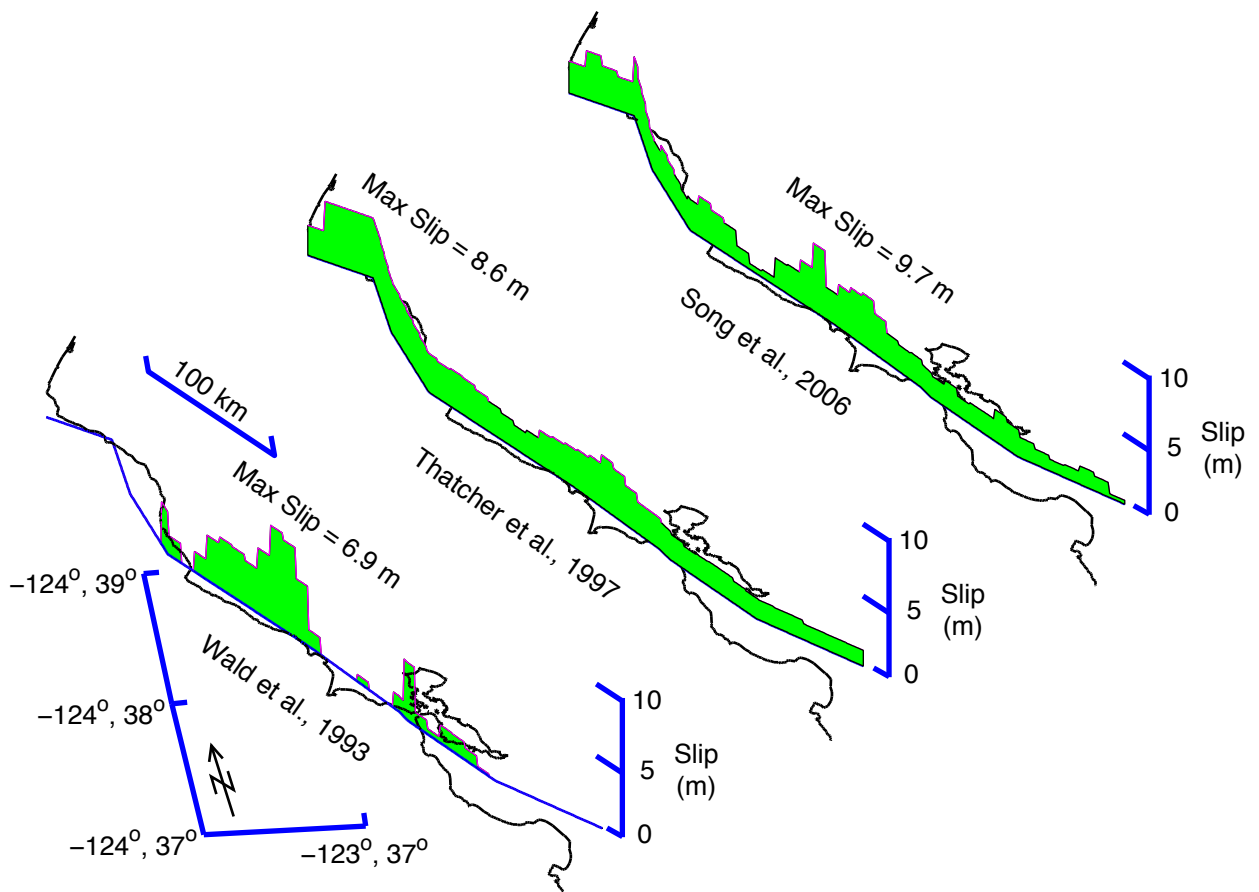 Max Slip = 9.7 m
Song et al., 2006
10
5
0
Slip
(m)
Max Slip = 8.6 m
Thatcher et al., 1997
10
5
0
Slip
(m)
100 km
Max Slip = 6.9 m
Wald et al., 1993
10
5
0
Slip
(m)
−124°, 39°
−124°, 38°
−124°, 37°
−123°, 37°
N